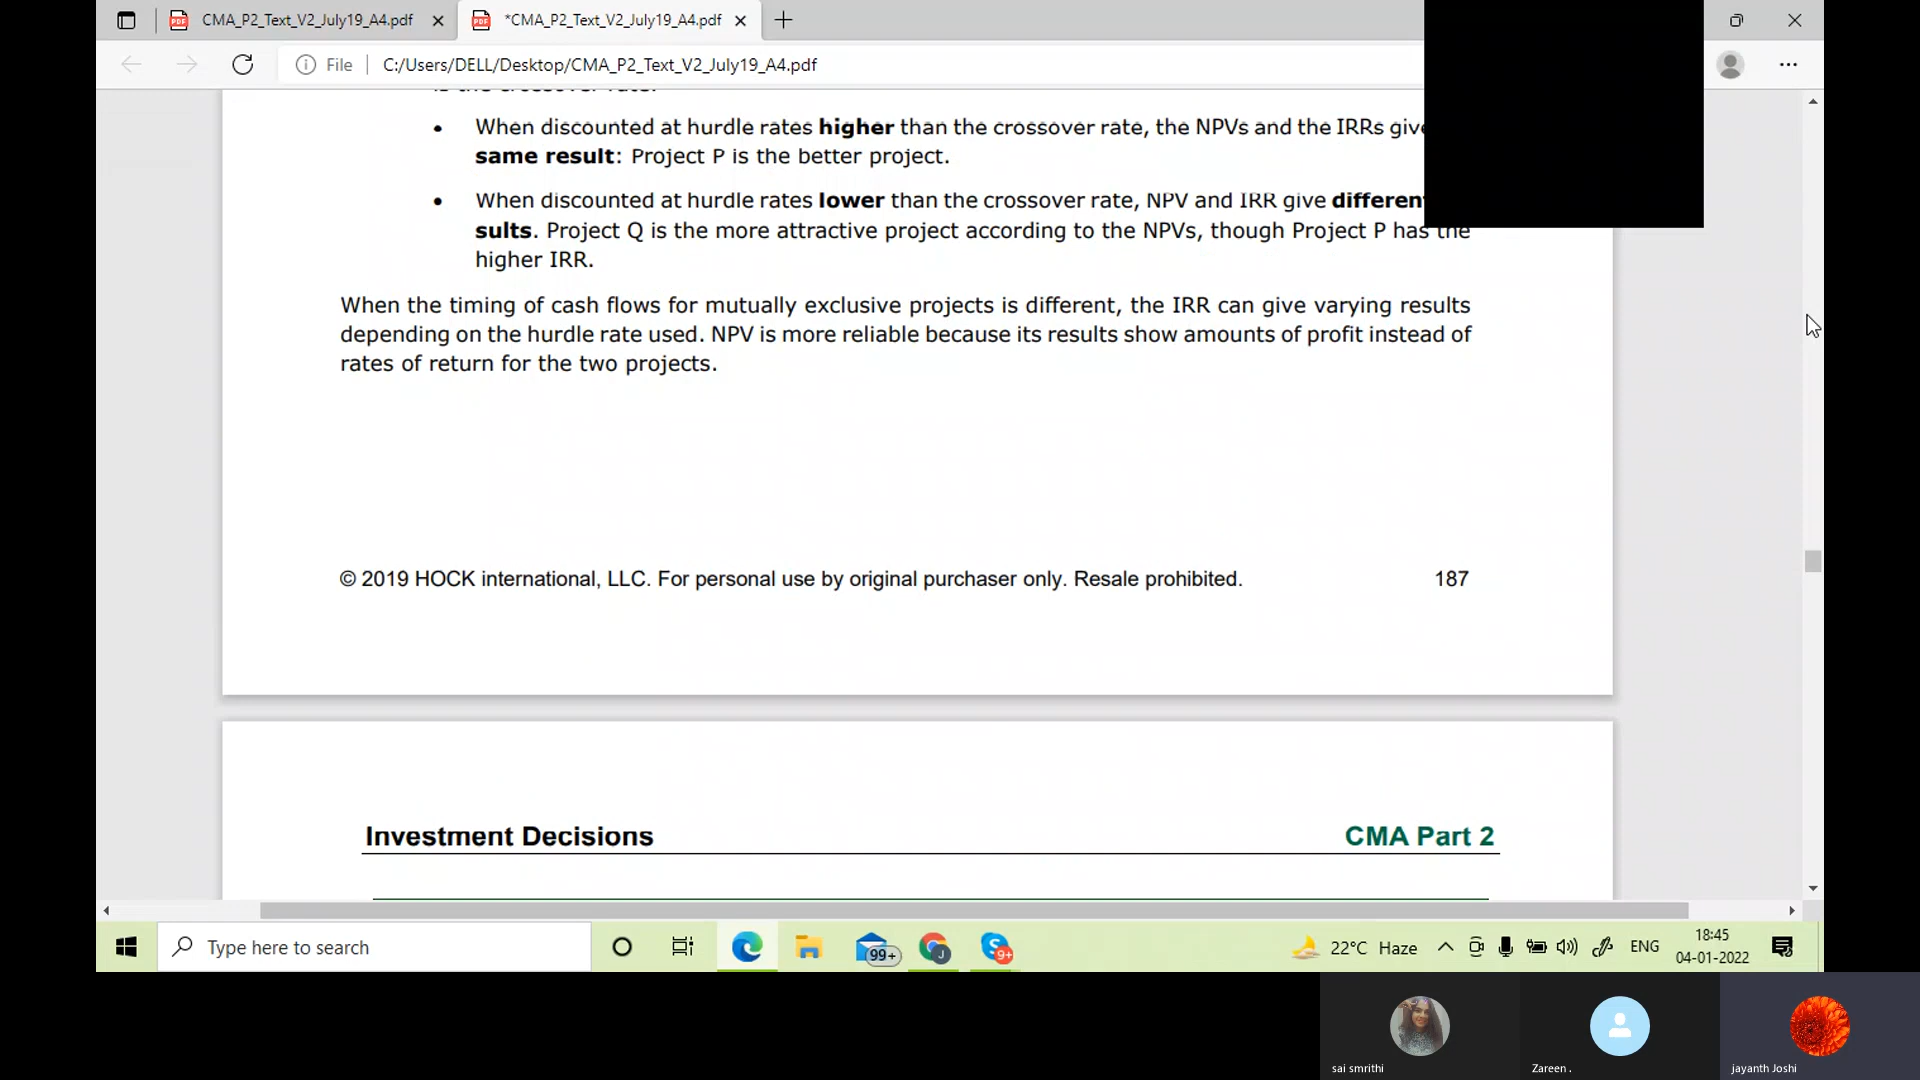 CMA_P2_Text_V2_July19_A4.pdf
*CMA_P2_Text_V2_July19_A4.pdf
File
C:/Users/DELL/Desktop/CMA_P2_Text_V2_July19_A4.pdf
is the crossover rate.
• When discounted at hurdle rates higher than the crossover rate, the NPVs and the IRRs give
same result: Project P is the better project.
• When discounted at hurdle rates lower than the crossover rate, NPV and IRR give differen
sults. Project Q is the more attractive project according to the NPVs, though Project P has the
higher IRR.
When the timing of cash flows for mutually exclusive projects is different, the IRR can give varying results
depending on the hurdle rate used. NPV is more reliable because its results show amounts of profit instead of
rates of return for the two projects.
© 2019 HOCK international, LLC. For personal use by original purchaser only. Resale prohibited. 187
Investment Decisions CMA Part 2
Type here to search
99+
J
9+
22°C Haze
ENG
18:45
04-01-2022
sai smrithi
Zareen .
jayanth Joshi